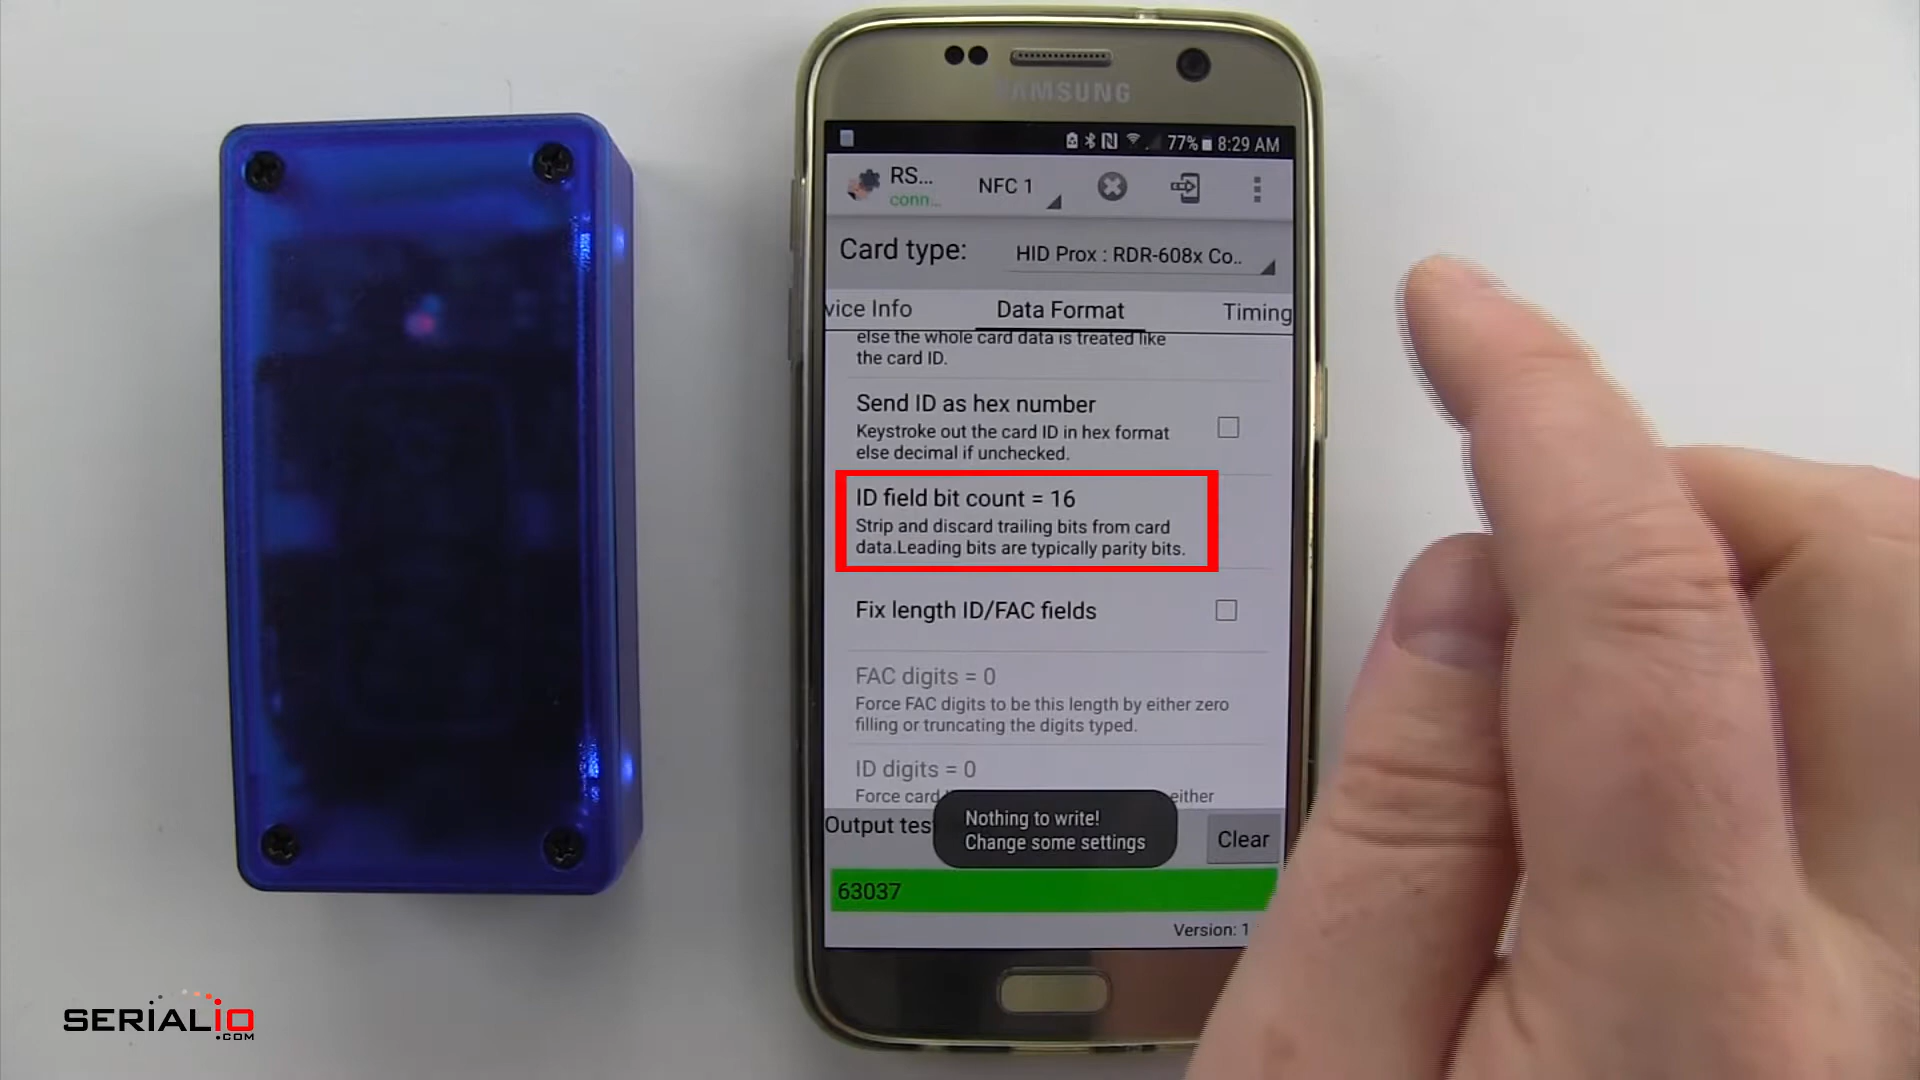 SAMSUNG
77% 8:29 AM
RS...
conn...
NFC 1
Card type:
HID Prox : RDR-608x Co..
vice Info
Data Format
Timing
else the whole card data is treated like
the card ID.
Send ID as hex number
Keystroke out the card ID in hex format
else decimal if unchecked.
ID field bit count = 16
Strip and discard trailing bits from card
data.Leading bits are typically parity bits.
Fix length ID/FAC fields
FAC digits = 0
Force FAC digits to be this length by either zero
filling or truncating the digits typed.
ID digits = 0
Force card either
Output tes
Nothing to write!
Change some settings
Clear
63037
Version: 1
SERIALIO
.COM